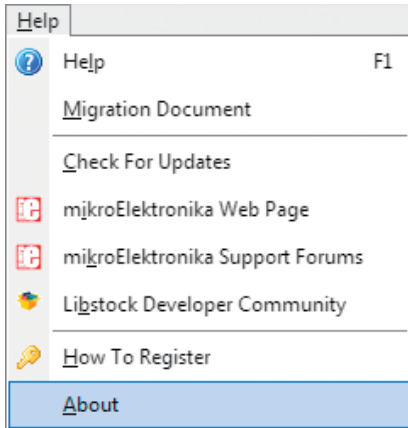 Help
Help F1
Migration Document
Check For Updates
mikroElektronika Web Page
mikroElektronika Support Forums
Libstock Developer Community
How To Register
About